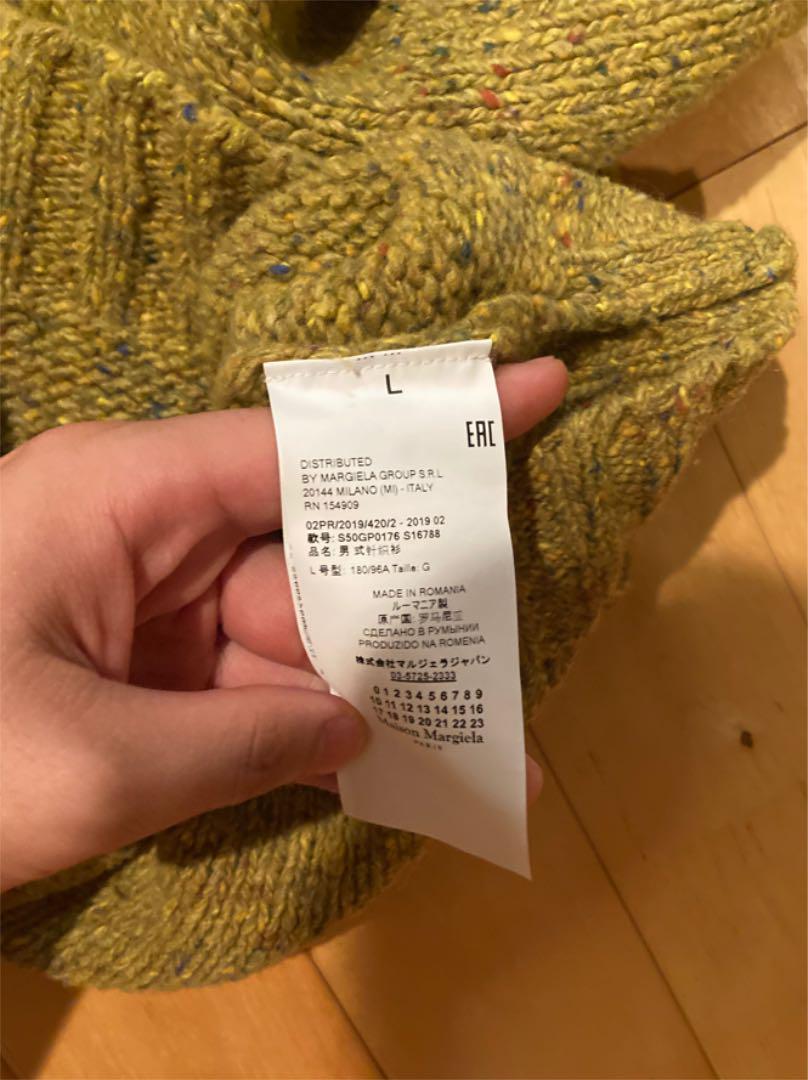 L
EAC
DISTRIBUTED
BY MARGIELA GROUP S.R.L
20144 MILANO (MI) - ITALY
RN 154909
02PR/2019/420/2 - 2019 02
款号: S50GP0176 S16788
品名: 男式针织衫
L 号型: 180/96A Taille: G
MADE IN ROMANIA
ルーマニア製
原产国: 罗马尼亚
СДЕЛАНО В РУМЫНИИ
PRODUZIDO NA ROMENIA
株式会社マルジェラジャパン
03-5725-2333
0 1 2 3 4 5 6 7 8 9
10 11 12 13 14 15 16
17 18 19 20 21 22 23
Maison Margiela
PARIS